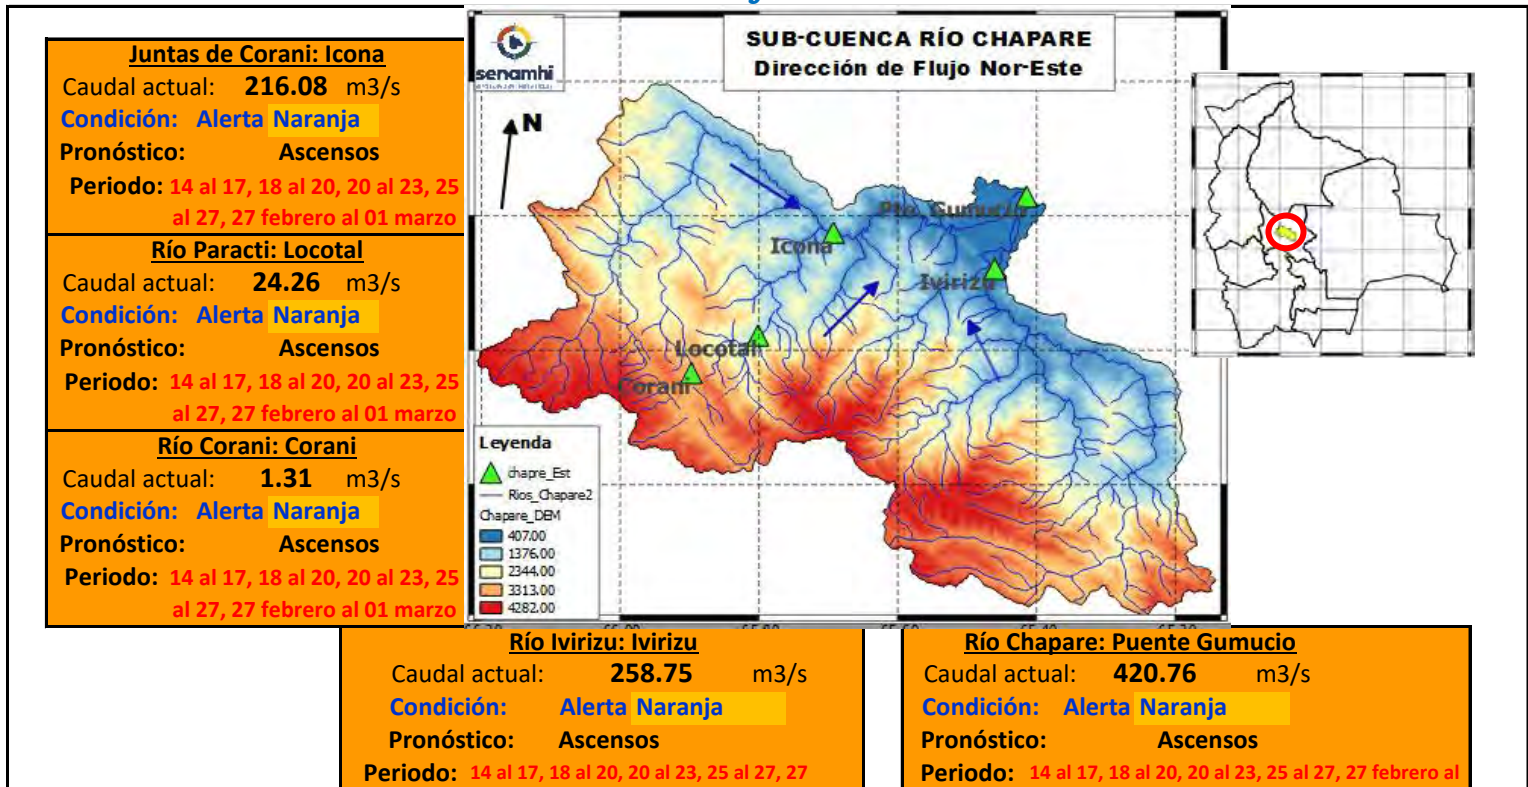 Juntas de Corani: Icona
Caudal actual: 216.08 m3/s
Condición: Alerta Naranja
Pronóstico: Ascensos
Periodo: 14 al 17, 18 al 20, 20 al 23, 25
al 27, 27 febrero al 01 marzo
Río Paracti: Locotal
Caudal actual: 24.26 m3/s
Condición: Alerta Naranja
Pronóstico: Ascensos
Periodo: 14 al 17, 18 al 20, 20 al 23, 25
al 27, 27 febrero al 01 marzo
Río Corani: Corani
Caudal actual: 1.31 m3/s
Condición: Alerta Naranja
Pronóstico: Ascensos
Periodo: 14 al 17, 18 al 20, 20 al 23, 25
al 27, 27 febrero al 01 marzo
senamhi
SUB-CUENCA RÍO CHAPARE
Dirección de Flujo Nor-Este
N
Pto. Gumucio
Icona
Ivirizu
Locotal
Corani
Leyenda
chapre_Est
Rios_Chapare2
Chapare_DEM
407.00
1376.00
2344.00
3313.00
4282.00
Río Ivirizu: Ivirizu
Caudal actual: 258.75 m3/s
Condición: Alerta Naranja
Pronóstico: Ascensos
Periodo: 14 al 17, 18 al 20, 20 al 23, 25 al 27, 27
Río Chapare: Puente Gumucio
Caudal actual: 420.76 m3/s
Condición: Alerta Naranja
Pronóstico: Ascensos
Periodo: 14 al 17, 18 al 20, 20 al 23, 25 al 27, 27 febrero al